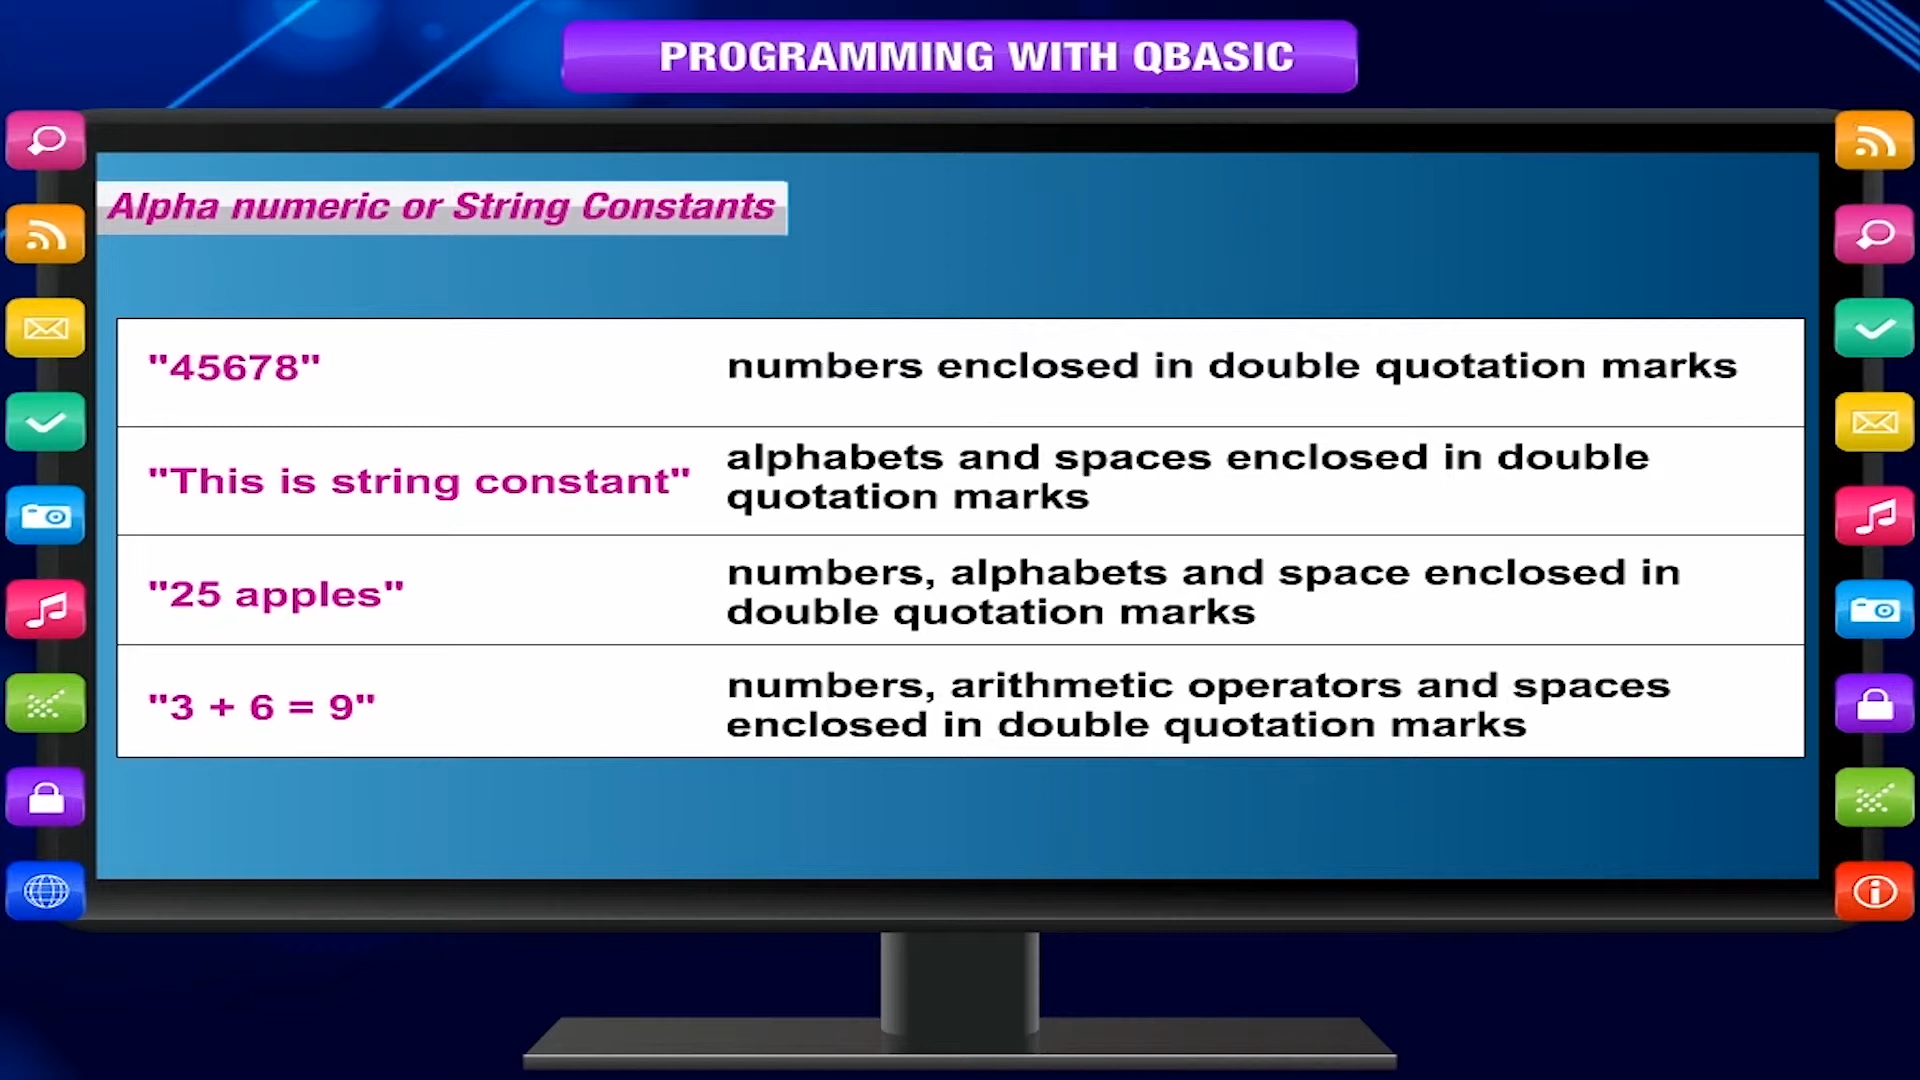 PROGRAMMING WITH QBASIC
Alpha numeric or String Constants
"45678"
numbers enclosed in double quotation marks
"This is string constant"
alphabets and spaces enclosed in double
quotation marks
"25 apples"
numbers, alphabets and space enclosed in
double quotation marks
"3 + 6 = 9"
numbers, arithmetic operators and spaces
enclosed in double quotation marks